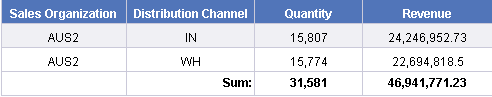 Sales Organization Distribution Channel Quantity Revenue
AUS2 IN 15,807 24,246,952.73
AUS2 WH 15,774 22,694,818.5
Sum: 31,581 46,941,771.23